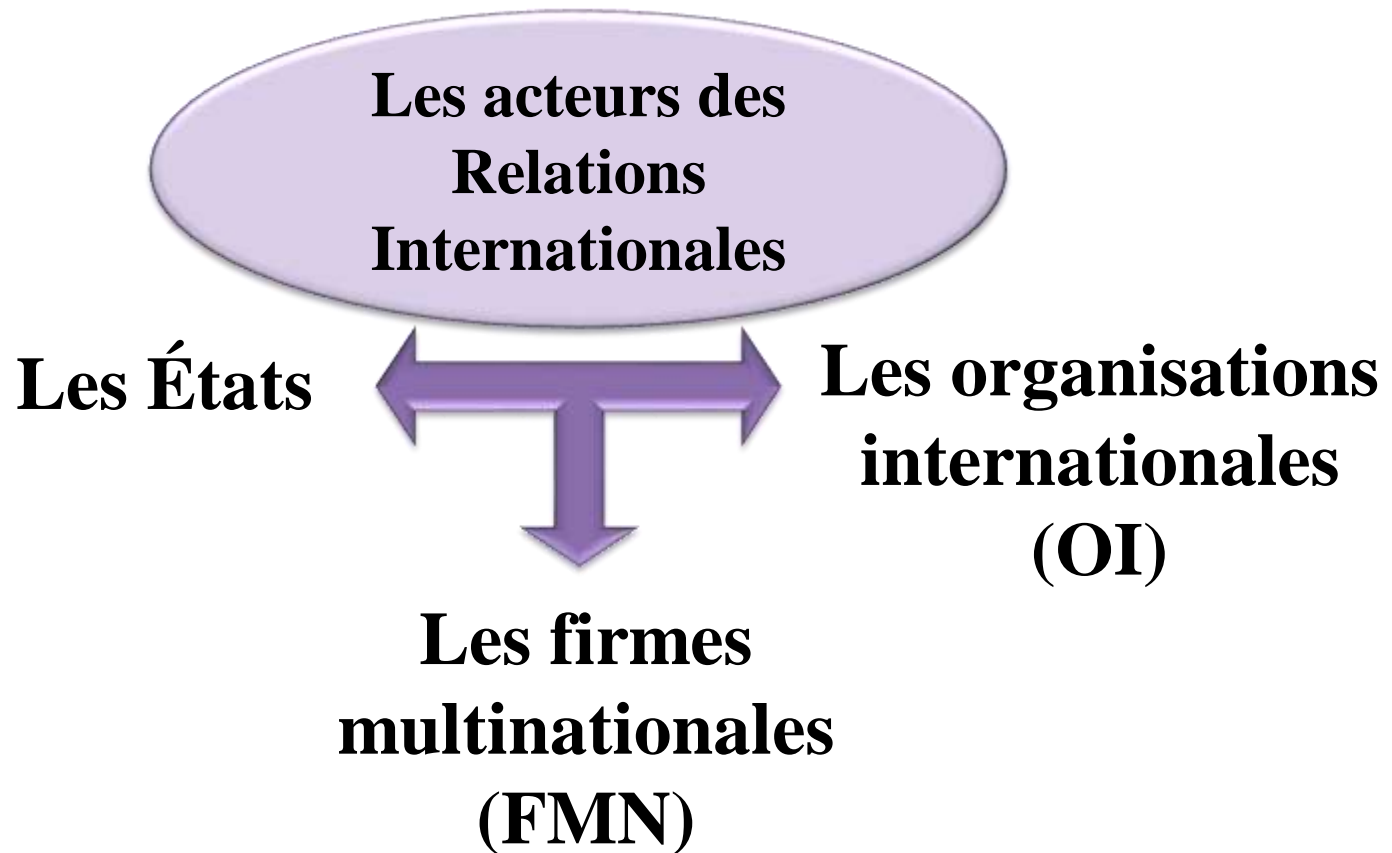 Les acteurs des
Relations
Internationales
Les États
Les organisations
internationales
(OI)
Les firmes
multinationales
(FMN)